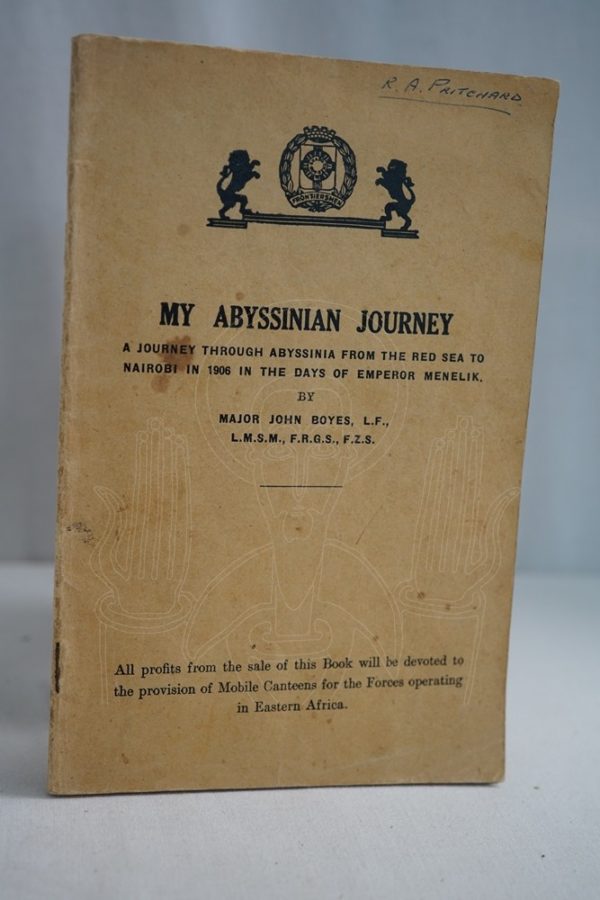 R. A. PRITCHARD
FRONTIERSMEN
MY ABYSSINIAN JOURNEY
A JOURNEY THROUGH ABYSSINIA FROM THE RED SEA TO
NAIROBI IN 1906 IN THE DAYS OF EMPEROR MENELIK.
BY
MAJOR JOHN BOYES, L.F.,
L.M.S.M., F.R.G.S., F.Z.S.
All profits from the sale of this Book will be devoted to
the provision of Mobile Canteens for the Forces operating
in Eastern Africa.